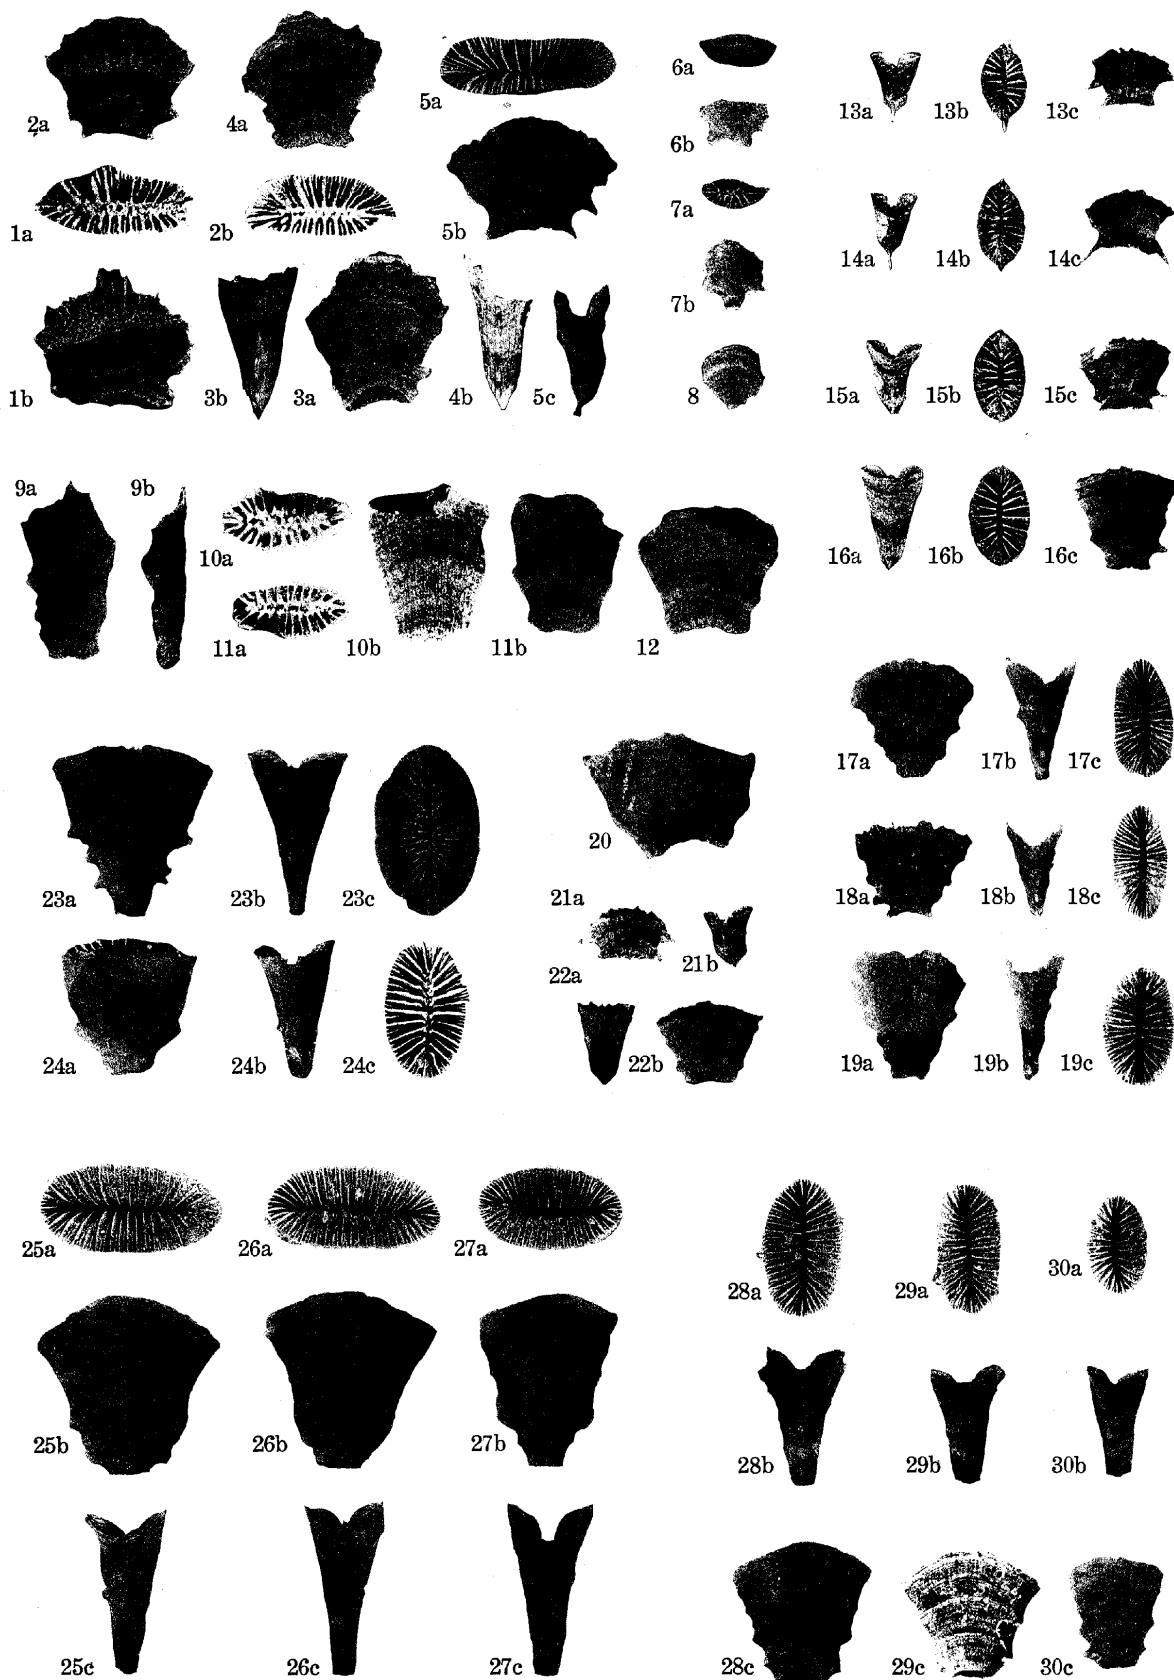 2a 4a 5a 6a 13a 13b 13c
6b
1a 2b 5b 7a 14a 14b 14c
7b
1b 3b 3a 4b 5c 8 15a 15b 15c
9a 9b 10a 16a 16b 16c
11a 10b 11b 12
17a 17b 17c
20
23a 23b 23c 21a 18a 18b 18c
22a 21b
24a 24b 24c 22b 19a 19b 19c
25a 26a 27a 28a 29a 30a
25b 26b 27b 28b 29b 30b
25c 26c 27c 28c 29c 30c